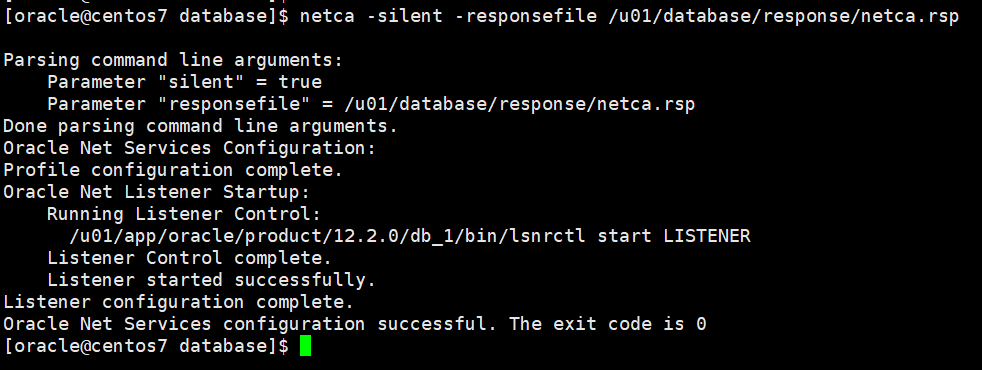 [oracle@centos7 database]$ netca -silent -responsefile /u01/database/response/netca.rsp
Parsing command line arguments:
    Parameter "silent" = true
    Parameter "responsefile" = /u01/database/response/netca.rsp
Done parsing command line arguments.
Oracle Net Services Configuration:
Profile configuration complete.
Oracle Net Listener Startup:
    Running Listener Control:
      /u01/app/oracle/product/12.2.0/db_1/bin/lsnrctl start LISTENER
    Listener Control complete.
    Listener started successfully.
Listener configuration complete.
Oracle Net Services configuration successful. The exit code is 0
[oracle@centos7 database]$